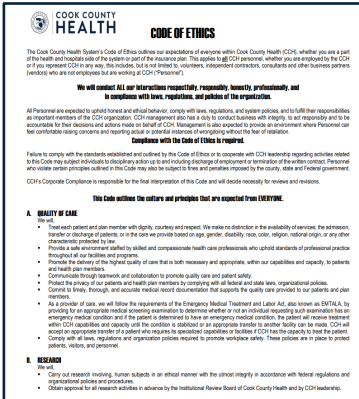 COOK COUNTY
HEALTH
CODE OF ETHICS
The Cook County Health System's Code of Ethics outlines our expectations of everyone within Cook County Health (CCH), whether you are a part
of the health and hospitals side of the system or part of the insurance plan. This applies to all CCH personnel, whether you are employed by the CCH
or if you represent CCH in any way, this includes, but is not limited to, volunteers, independent contractors, consultants and other business partners
(vendors) who are not employees but are working at CCH ("Personnel").
We will conduct ALL our interactions respectfully, responsibly, honestly, professionally, and
in compliance with laws, regulations, and policies of the organization.
All Personnel are expected to uphold honest and ethical behavior, comply with laws, regulations, and system policies, and to fulfill their responsibilities
as important members of the CCH organization. CCH management also has a duty to conduct business with integrity, to act responsibly and to be
accountable for their decisions and actions made on behalf of CCH. Management is also expected to provide an environment where Personnel can
feel comfortable raising concerns and reporting actual or potential instances of wrongdoing without the fear of retaliation.
Compliance with the Code of Ethics is required.
Failure to comply with the standards established and outlined by this Code of Ethics or to cooperate with CCH leadership regarding activities related
to this Code may subject individuals to disciplinary action up to and including discharge of employment or termination of the written contract. Personnel
who violate certain principles outlined in this Code may also be subject to fines and penalties imposed by the county, state and Federal government.
CCH's Corporate Compliance is responsible for the final interpretation of this Code and will decide necessity for reviews and revisions.
This Code outlines the culture and principles that are expected from EVERYONE.
A. QUALITY OF CARE
We will,
• Treat each patient and plan member with dignity, courtesy and respect. We make no distinction in the availability of services; the admission,
transfer or discharge of patients; or in the care we provide based on age, gender, disability, race, color, religion, national origin, or any other
characteristic protected by law.
• Provide a safe environment staffed by skilled and compassionate health care professionals who uphold standards of professional practice
throughout all our facilities and programs.
• Promote the delivery of the highest quality of care that is both necessary and appropriate, within our capabilities and capacity, to patients
and health plan members.
• Communicate through teamwork and collaboration to promote quality care and patient safety.
• Protect the privacy of our patients and health plan members by complying with all federal and state laws, organizational policies.
• Commit to timely, thorough, and accurate medical record documentation that supports the quality care provided to our patients and plan
members.
• As a provider of care, we will follow the requirements of the Emergency Medical Treatment and Labor Act, also known as EMTALA, by
providing for an appropriate medical screening examination to determine whether or not an individual requesting such examination has an
emergency medical condition and if the patient is determined to have an emergency medical condition, the patient will receive treatment
within CCH capabilities and capacity until the condition is stabilized or an appropriate transfer to another facility can be made. CCH will
accept an appropriate transfer of a patient who requires its specialized capabilities or facilities if CCH has the capacity to treat the patient.
• Comply with all laws, regulations and organization policies required to promote workplace safety. These policies are in place to protect
patients, visitors, and personnel.
B. RESEARCH
We will,
• Carry out research involving, human subjects in an ethical manner with the utmost integrity in accordance with federal regulations and
organizational policies and procedures.
• Obtain approval for all research activities in advance by the Institutional Review Board of Cook County Health and by CCH leadership.